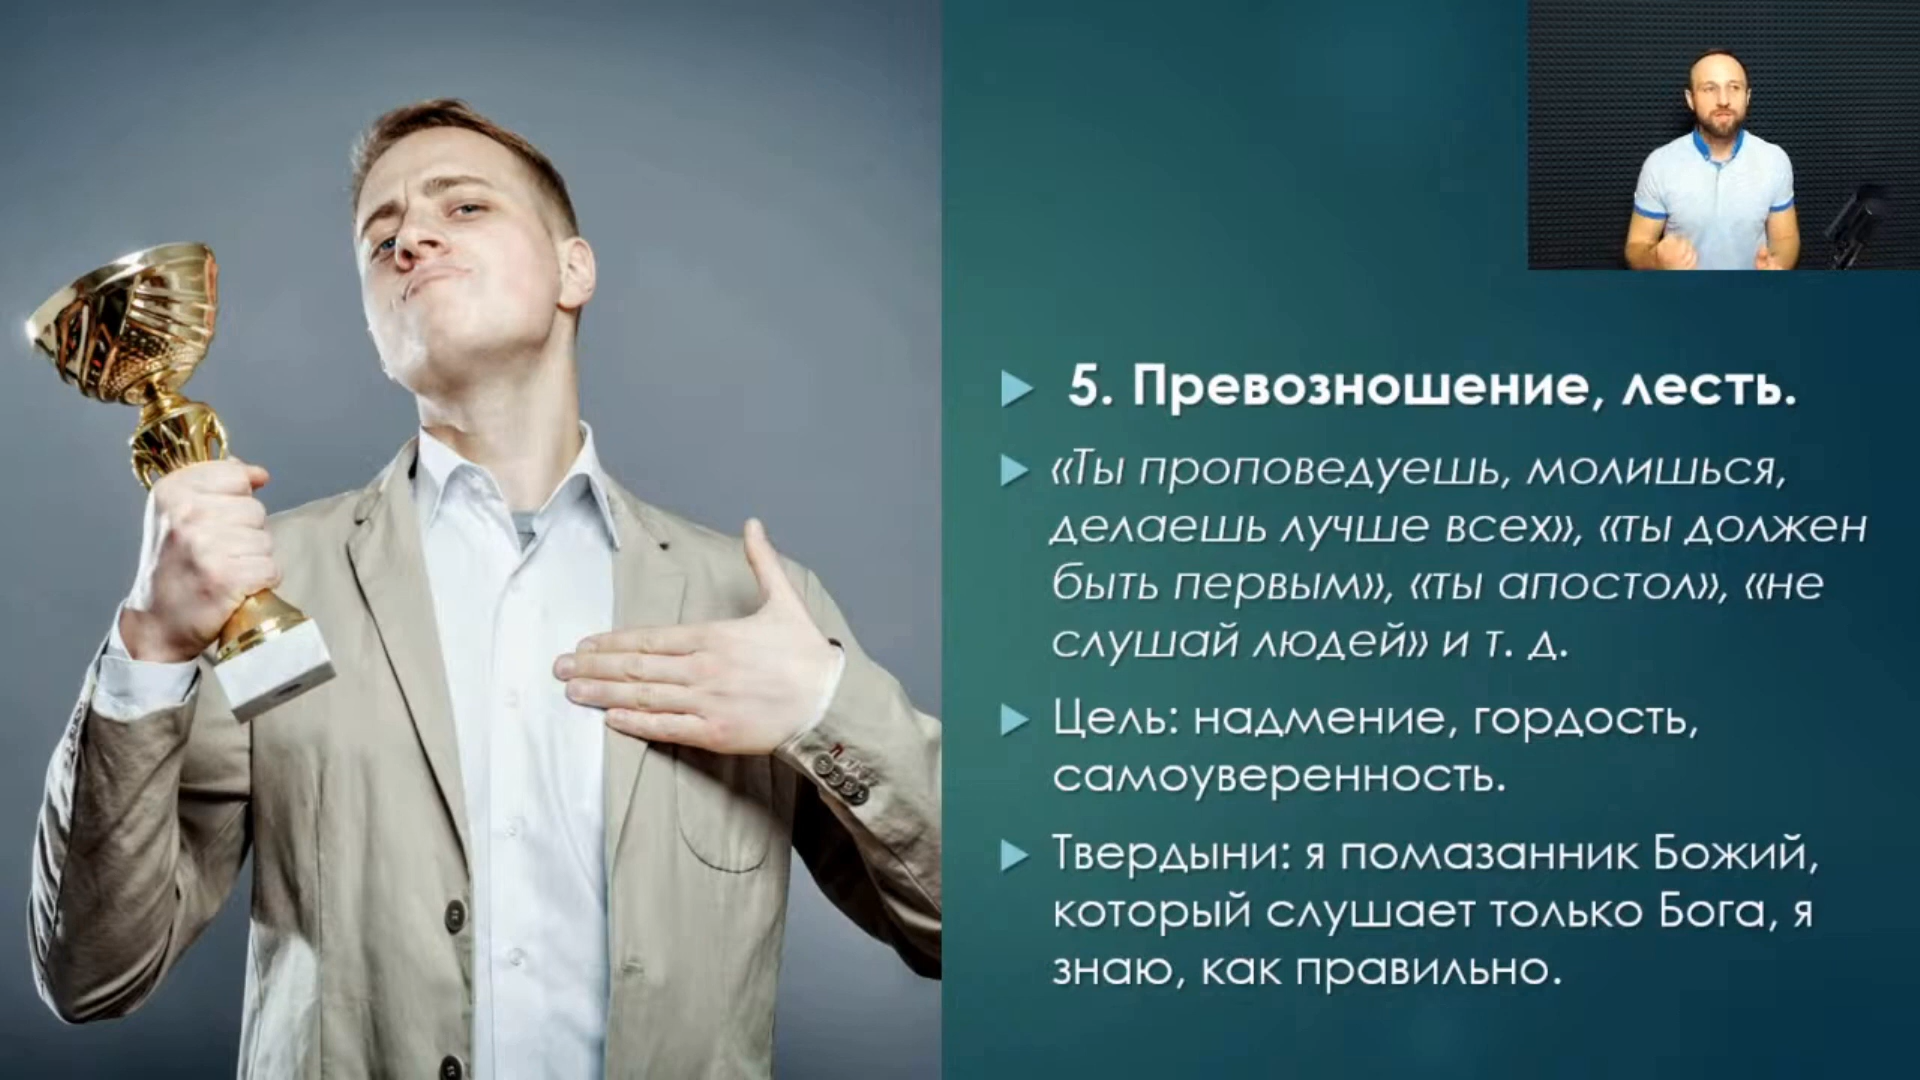 5. Превозношение, лесть.
«Ты проповедуешь, молишься,
делаешь лучше всех», «ты должен
быть первым», «ты апостол», «не
слушай людей» и т. д.
Цель: надмение, гордость,
самоуверенность.
Твердыни: я помазанник Божий,
который слушает только Бога, я
знаю, как правильно.